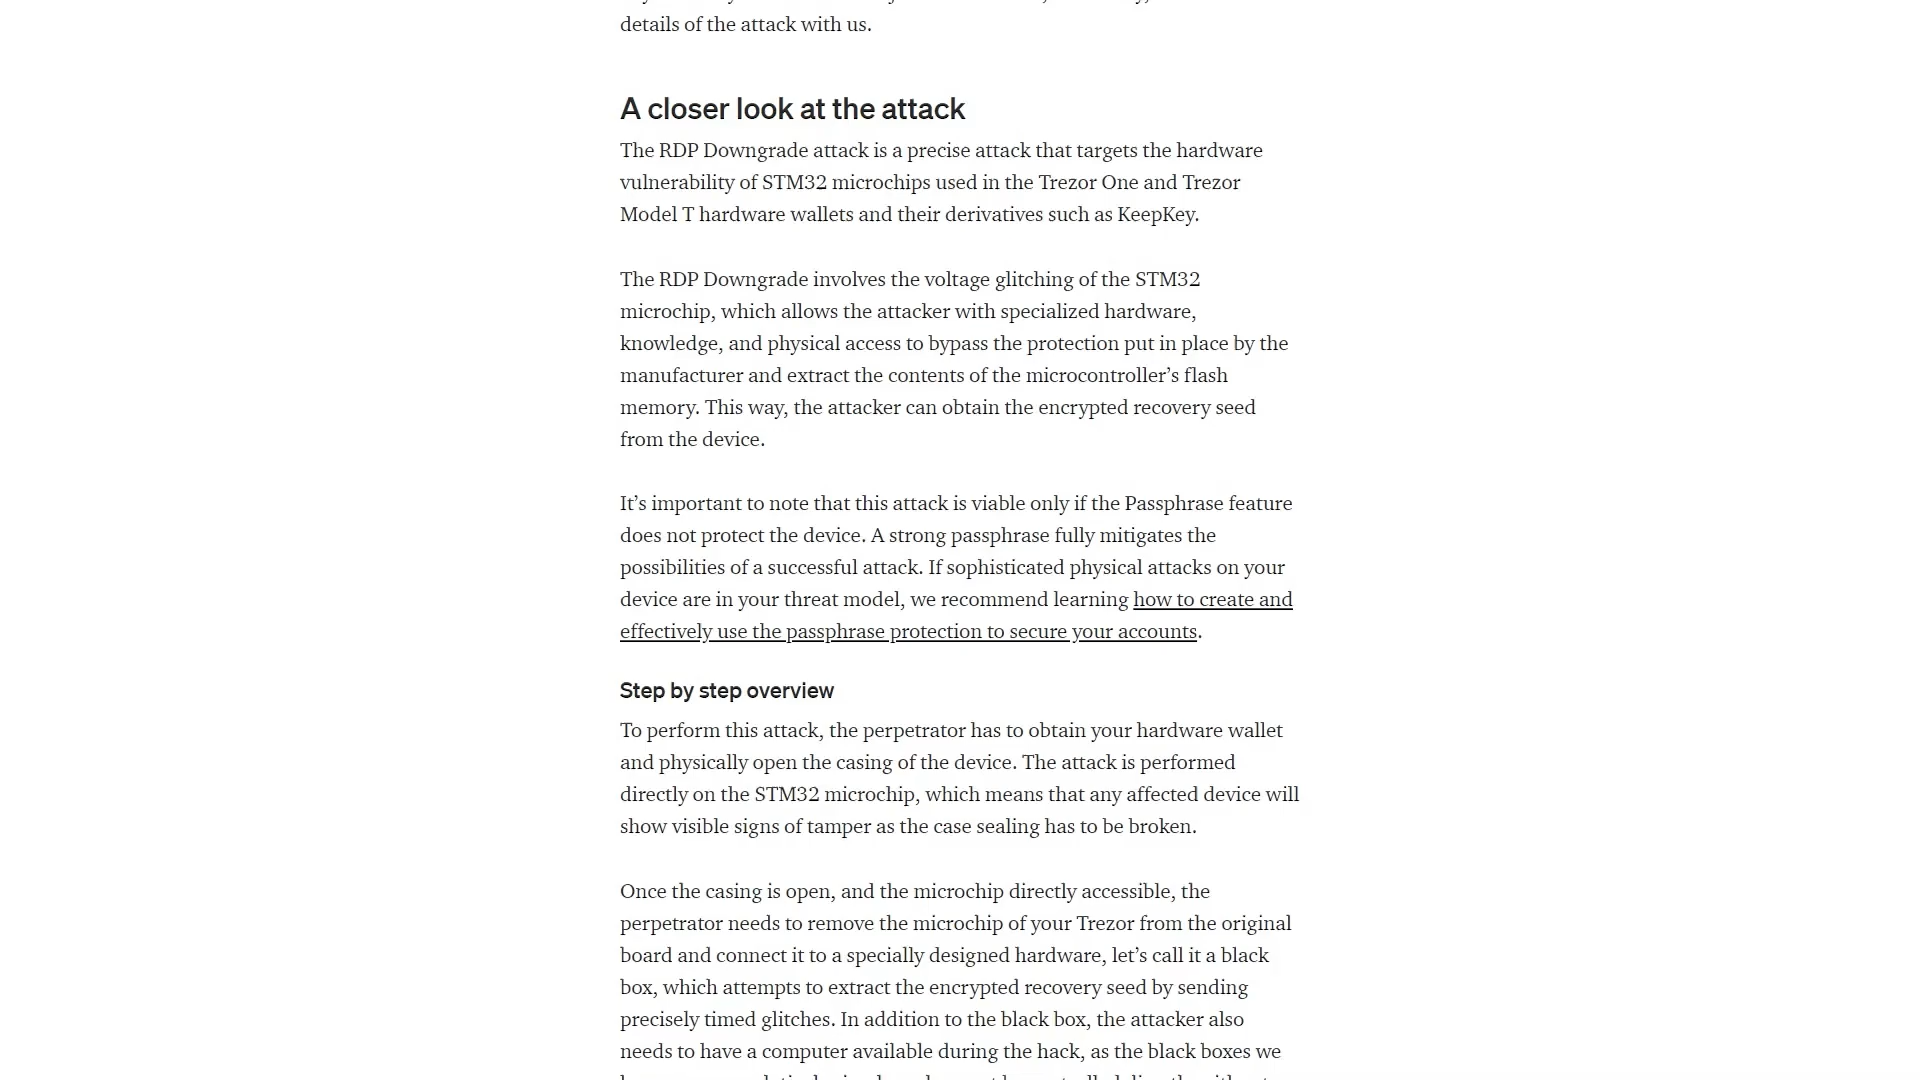 details of the attack with us.
A closer look at the attack
The RDP Downgrade attack is a precise attack that targets the hardware
vulnerability of STM32 microchips used in the Trezor One and Trezor
Model T hardware wallets and their derivatives such as KeepKey.
The RDP Downgrade involves the voltage glitching of the STM32
microchip, which allows the attacker with specialized hardware,
knowledge, and physical access to bypass the protection put in place by the
manufacturer and extract the contents of the microcontroller’s flash
memory. This way, the attacker can obtain the encrypted recovery seed
from the device.
It’s important to note that this attack is viable only if the Passphrase feature
does not protect the device. A strong passphrase fully mitigates the
possibilities of a successful attack. If sophisticated physical attacks on your
device are in your threat model, we recommend learning how to create and
effectively use the passphrase protection to secure your accounts.
Step by step overview
To perform this attack, the perpetrator has to obtain your hardware wallet
and physically open the casing of the device. The attack is performed
directly on the STM32 microchip, which means that any affected device will
show visible signs of tamper as the case sealing has to be broken.
Once the casing is open, and the microchip directly accessible, the
perpetrator needs to remove the microchip of your Trezor from the original
board and connect it to a specially designed hardware, let’s call it a black
box, which attempts to extract the encrypted recovery seed by sending
precisely timed glitches. In addition to the black box, the attacker also
needs to have a computer available during the hack, as the black boxes we